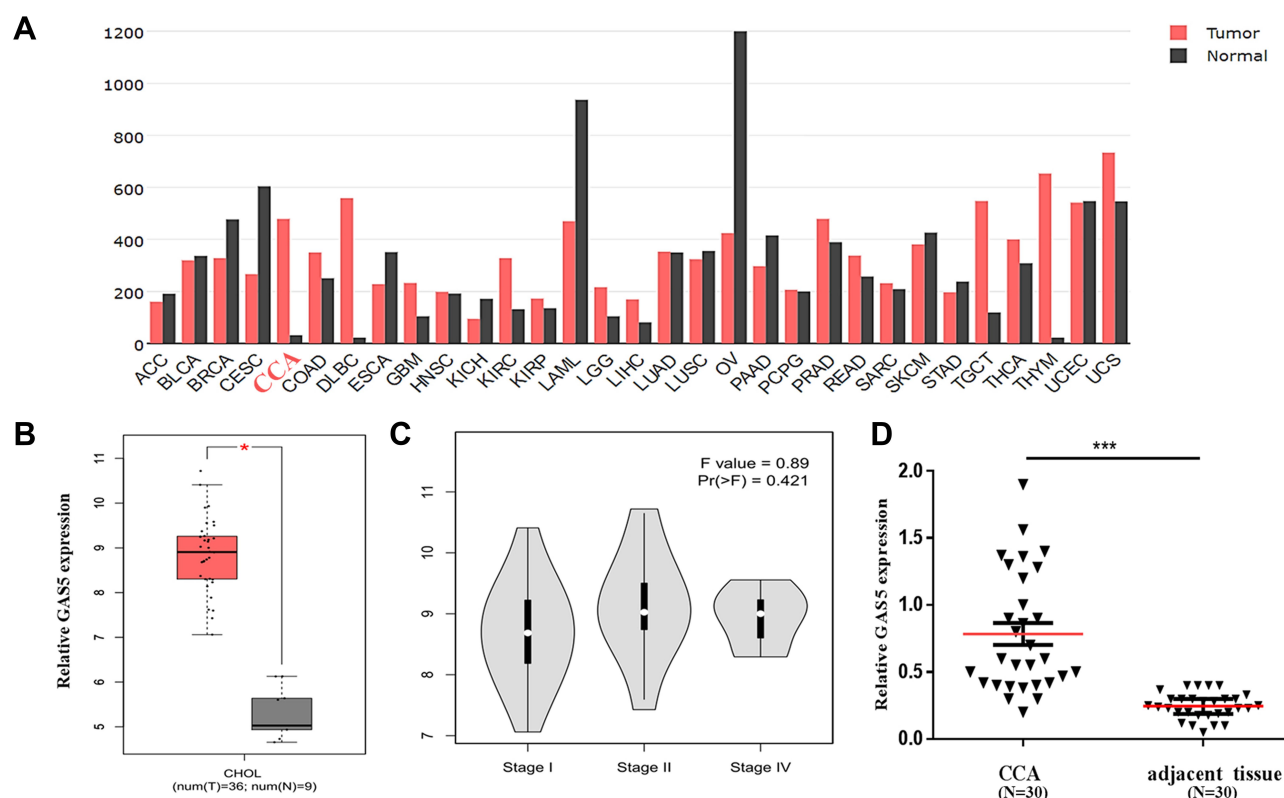 A
1200
1000
800
600
400
200
0
Tumor
Normal
ACC BLCA BRCA CESC CCA COAD DLBC ESCA GBM HNSC KICH KIRC KIRP LAML LGG LIHC LUAD LUSC OV PAAD PCPG PRAD READ SARC SKCM STAD TGCT THCA THYM UCEC UCS
B
Relative GAS5 expression
11
10
9
8
7
6
5
*
CHOL
(num(T)=36; num(N)=9)
C
F value = 0.89
Pr(>F) = 0.421
11
10
9
8
7
Stage I Stage II Stage IV
D
***
Relative GAS5 expression
2.0
1.5
1.0
0.5
0.0
CCA adjacent tissue
(N=30) (N=30)